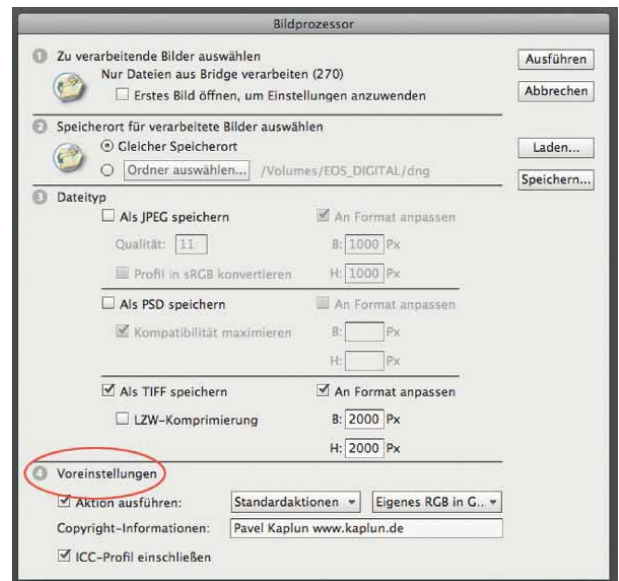 Bildprozessor
1 Zu verarbeitende Bilder auswählen
Nur Dateien aus Bridge verarbeiten (270)
Erstes Bild öffnen, um Einstellungen anzuwenden
Ausführen
Abbrechen
2 Speicherort für verarbeitete Bilder auswählen
Gleicher Speicherort
Ordner auswählen... /Volumes/EOS_DIGITAL/dng
Laden...
Speichern...
3 Dateityp
Als JPEG speichern An Format anpassen
Qualität: 11 B: 1000 Px
Profil in sRGB konvertieren H: 1000 Px
Als PSD speichern An Format anpassen
Kompatibilität maximieren B: Px
H: Px
Als TIFF speichern An Format anpassen
LZW-Komprimierung B: 2000 Px
H: 2000 Px
4 Voreinstellungen
Aktion ausführen: Standardaktionen Eigenes RGB in G..
Copyright-Informationen: Pavel Kaplun www.kaplun.de
ICC-Profil einschließen